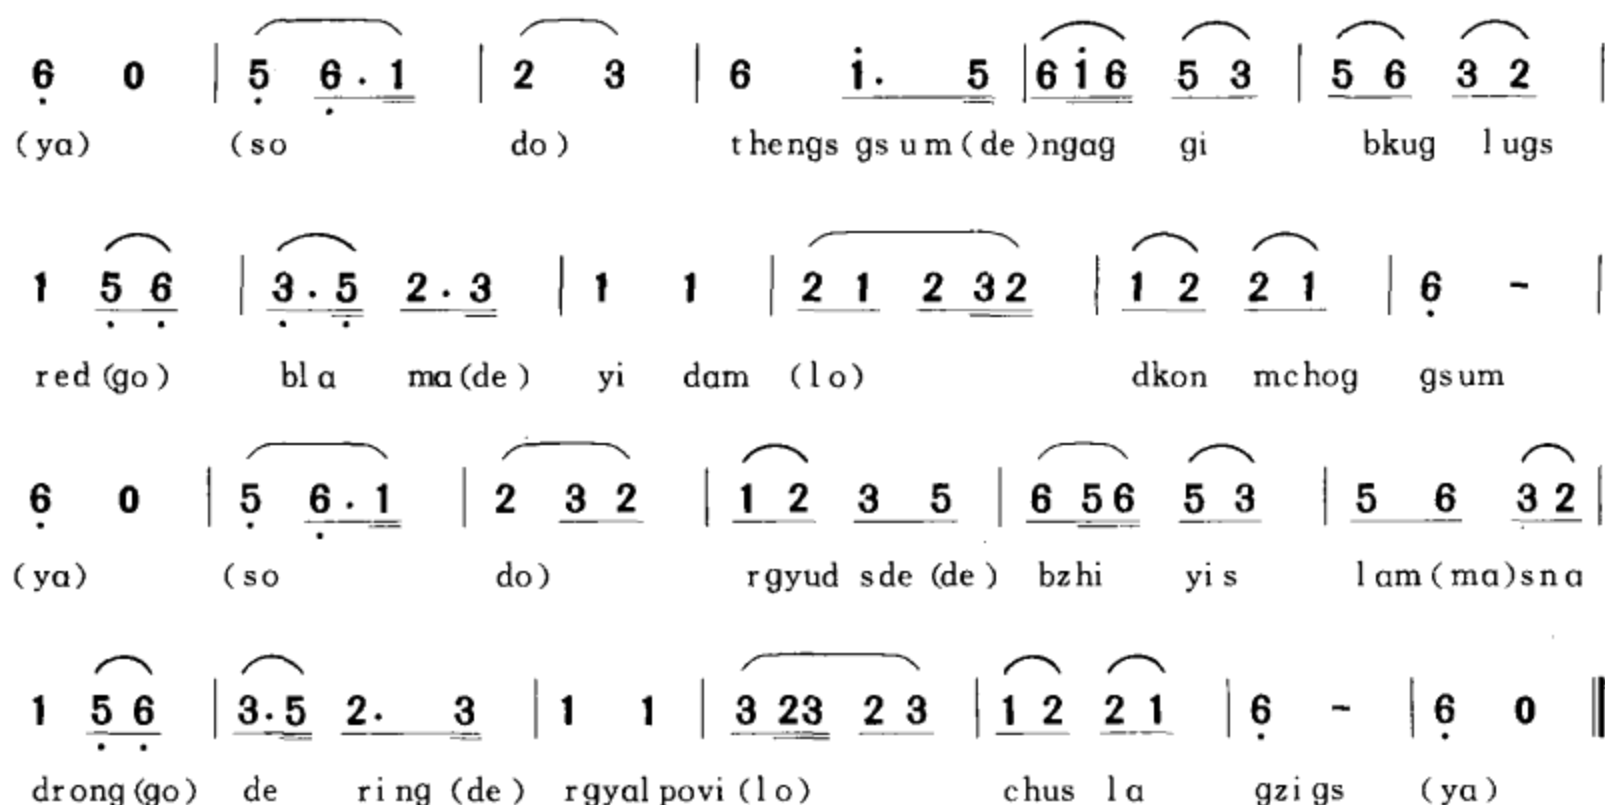 6̣ 0 | 5̣ 6̣ . 1 | 2 3 | 6 1̇ . 5 | 6 1̇ 6 5 3 | 5 6 3 2 |
(ya) (so do) thengs gsum(de)ngag gi bkug lugs
1 5̣ 6̣ | 3̣ . 5̣ 2 . 3 | 1 1 | 2 1 2 3 2 | 1 2 2 1 | 6̣ - |
red(go) bla ma(de) yi dam (lo) dkon mchog gsum
6̣ 0 | 5̣ 6̣ . 1 | 2 3 2 | 1 2 3 5 | 6 5 6 5 3 | 5 6 3 2 |
(ya) (so do) rgyud sde (de) bzhi yis lam(ma)sna
1 5̣ 6̣ | 3 . 5 2 . 3 | 1 1 | 3 2 3 2 3 | 1 2 2 1 | 6̣ - | 6̣ 0 ‖
drong(go) de ring (de) rgyalpovi(lo) chus la gzigs (ya)